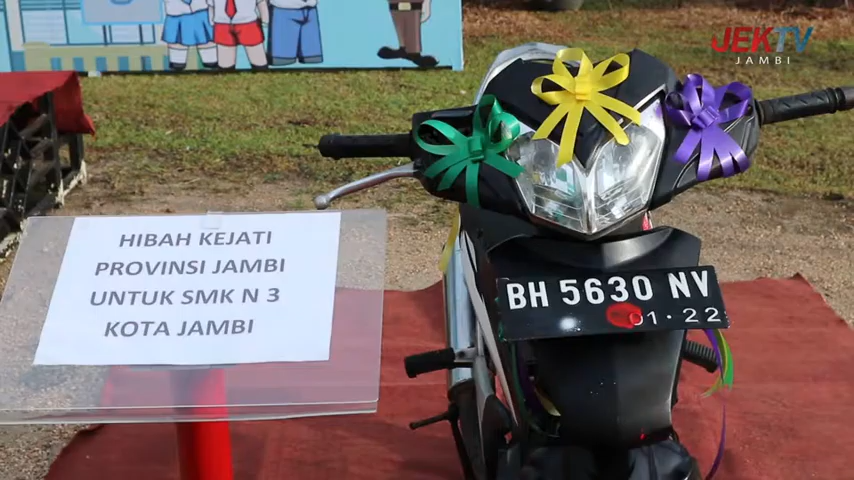 JEKTV
JAMBI
HIBAH KEJATI
PROVINSI JAMBI
UNTUK SMK N 3
KOTA JAMBI
BH 5630 NV
01·22